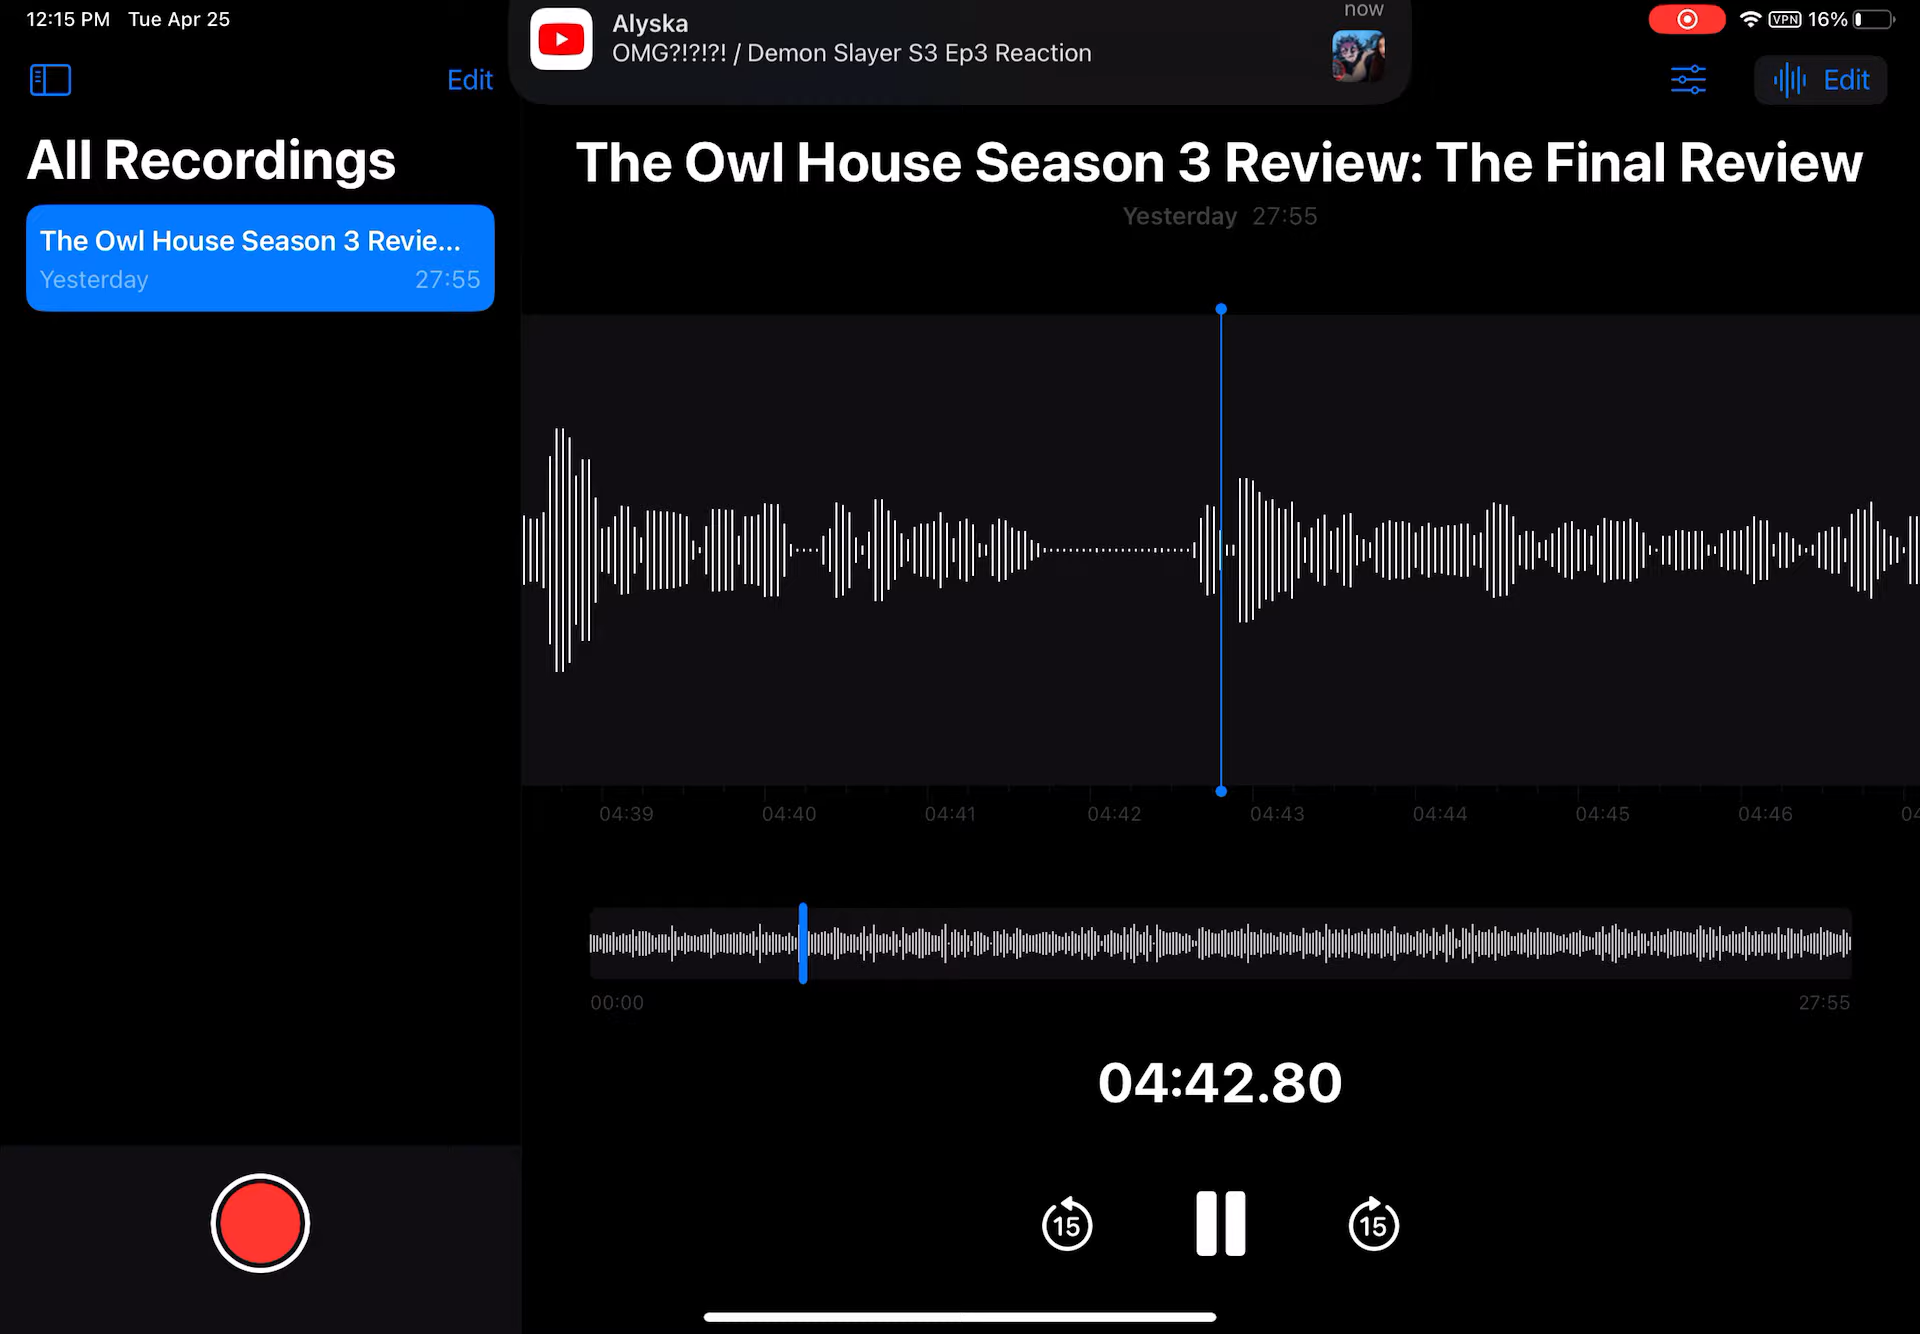 12:15 PM Tue Apr 25
Alyska
now
OMG?!?!?! / Demon Slayer S3 Ep3 Reaction
VPN 16%
Edit
Edit
All Recordings
The Owl House Season 3 Review: The Final Review
Yesterday 27:55
The Owl House Season 3 Revie...
Yesterday 27:55
04:39 04:40 04:41 04:42 04:43 04:44 04:45 04:46
00:00 27:55
04:42.80
15 15